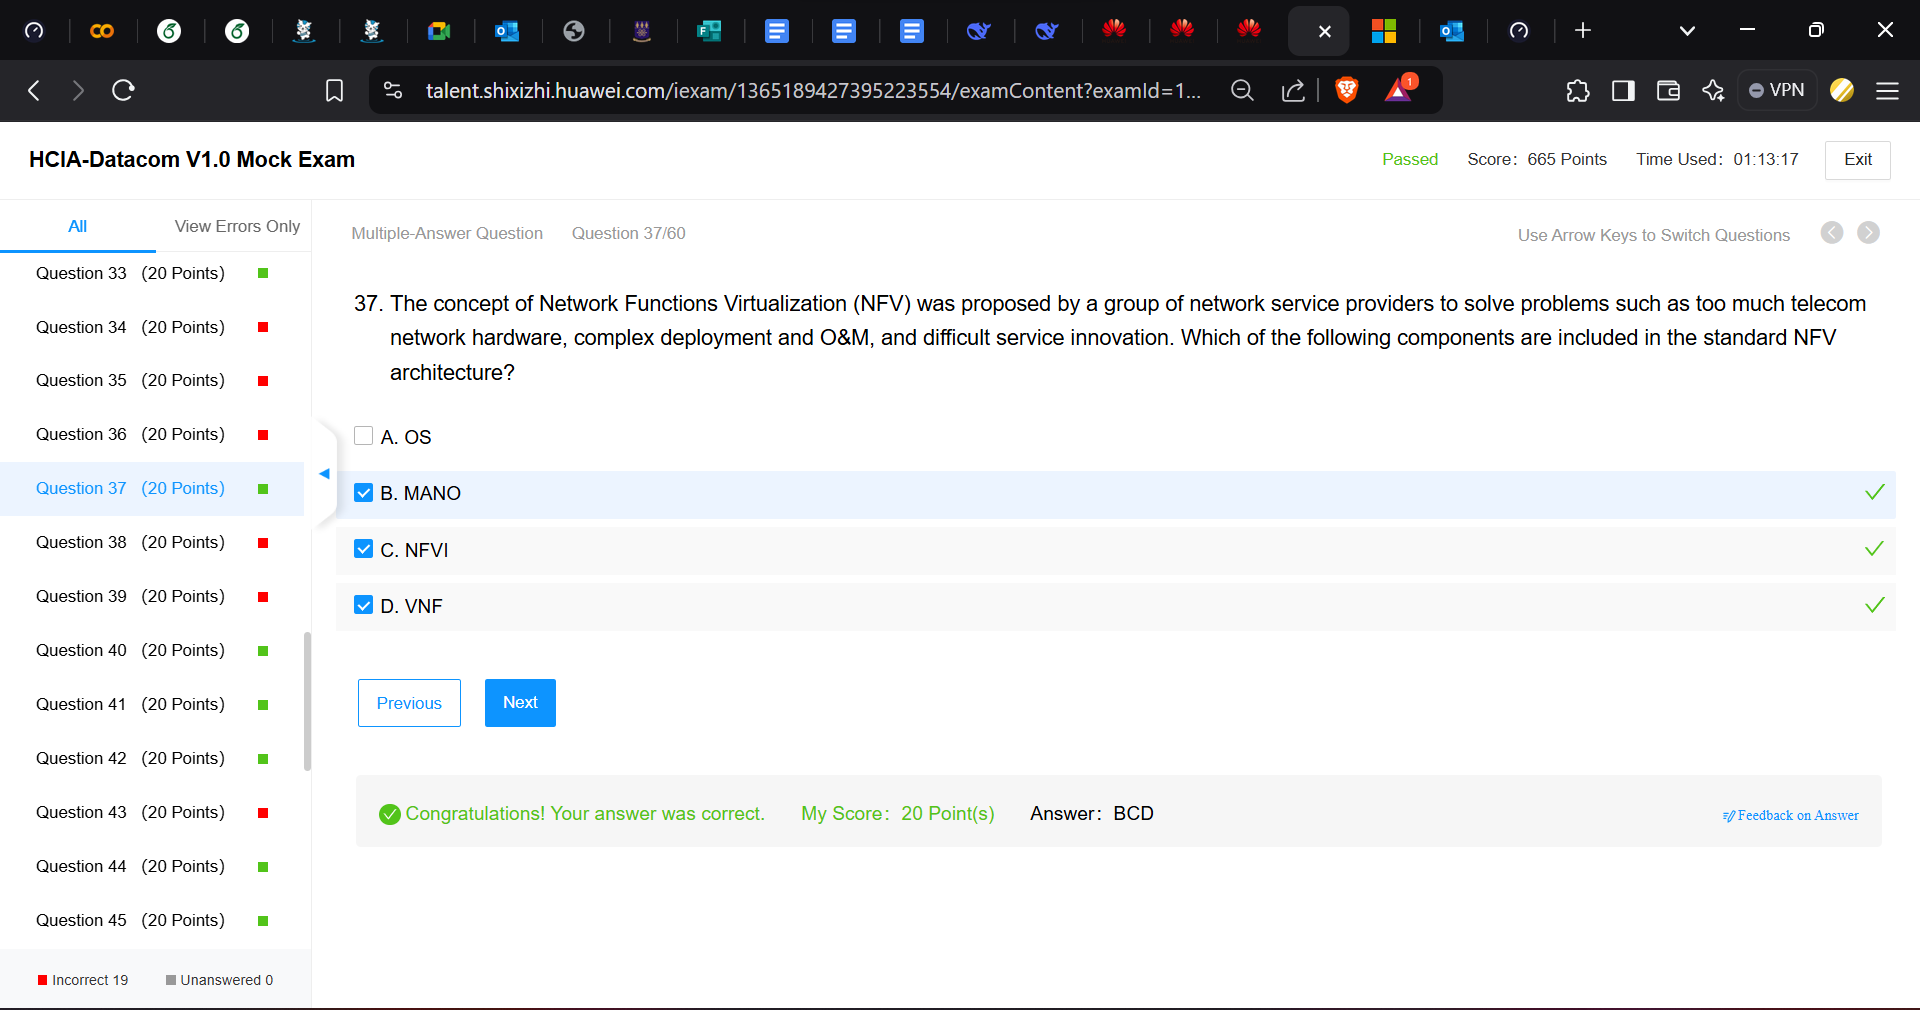 talent.shixizhi.huawei.com/iexam/1365189427395223554/examContent?examId=1...
1
VPN
HCIA-Datacom V1.0 Mock Exam
Passed
Score: 665 Points
Time Used: 01:13:17
Exit
All
View Errors Only
Question 33 (20 Points)
Question 34 (20 Points)
Question 35 (20 Points)
Question 36 (20 Points)
Question 37 (20 Points)
Question 38 (20 Points)
Question 39 (20 Points)
Question 40 (20 Points)
Question 41 (20 Points)
Question 42 (20 Points)
Question 43 (20 Points)
Question 44 (20 Points)
Question 45 (20 Points)
Incorrect 19
Unanswered 0
Multiple-Answer Question
Question 37/60
Use Arrow Keys to Switch Questions
37. The concept of Network Functions Virtualization (NFV) was proposed by a group of network service providers to solve problems such as too much telecom
network hardware, complex deployment and O&M, and difficult service innovation. Which of the following components are included in the standard NFV
architecture?
A. OS
B. MANO
C. NFVI
D. VNF
Previous
Next
Congratulations! Your answer was correct.
My Score: 20 Point(s)
Answer: BCD
Feedback on Answer